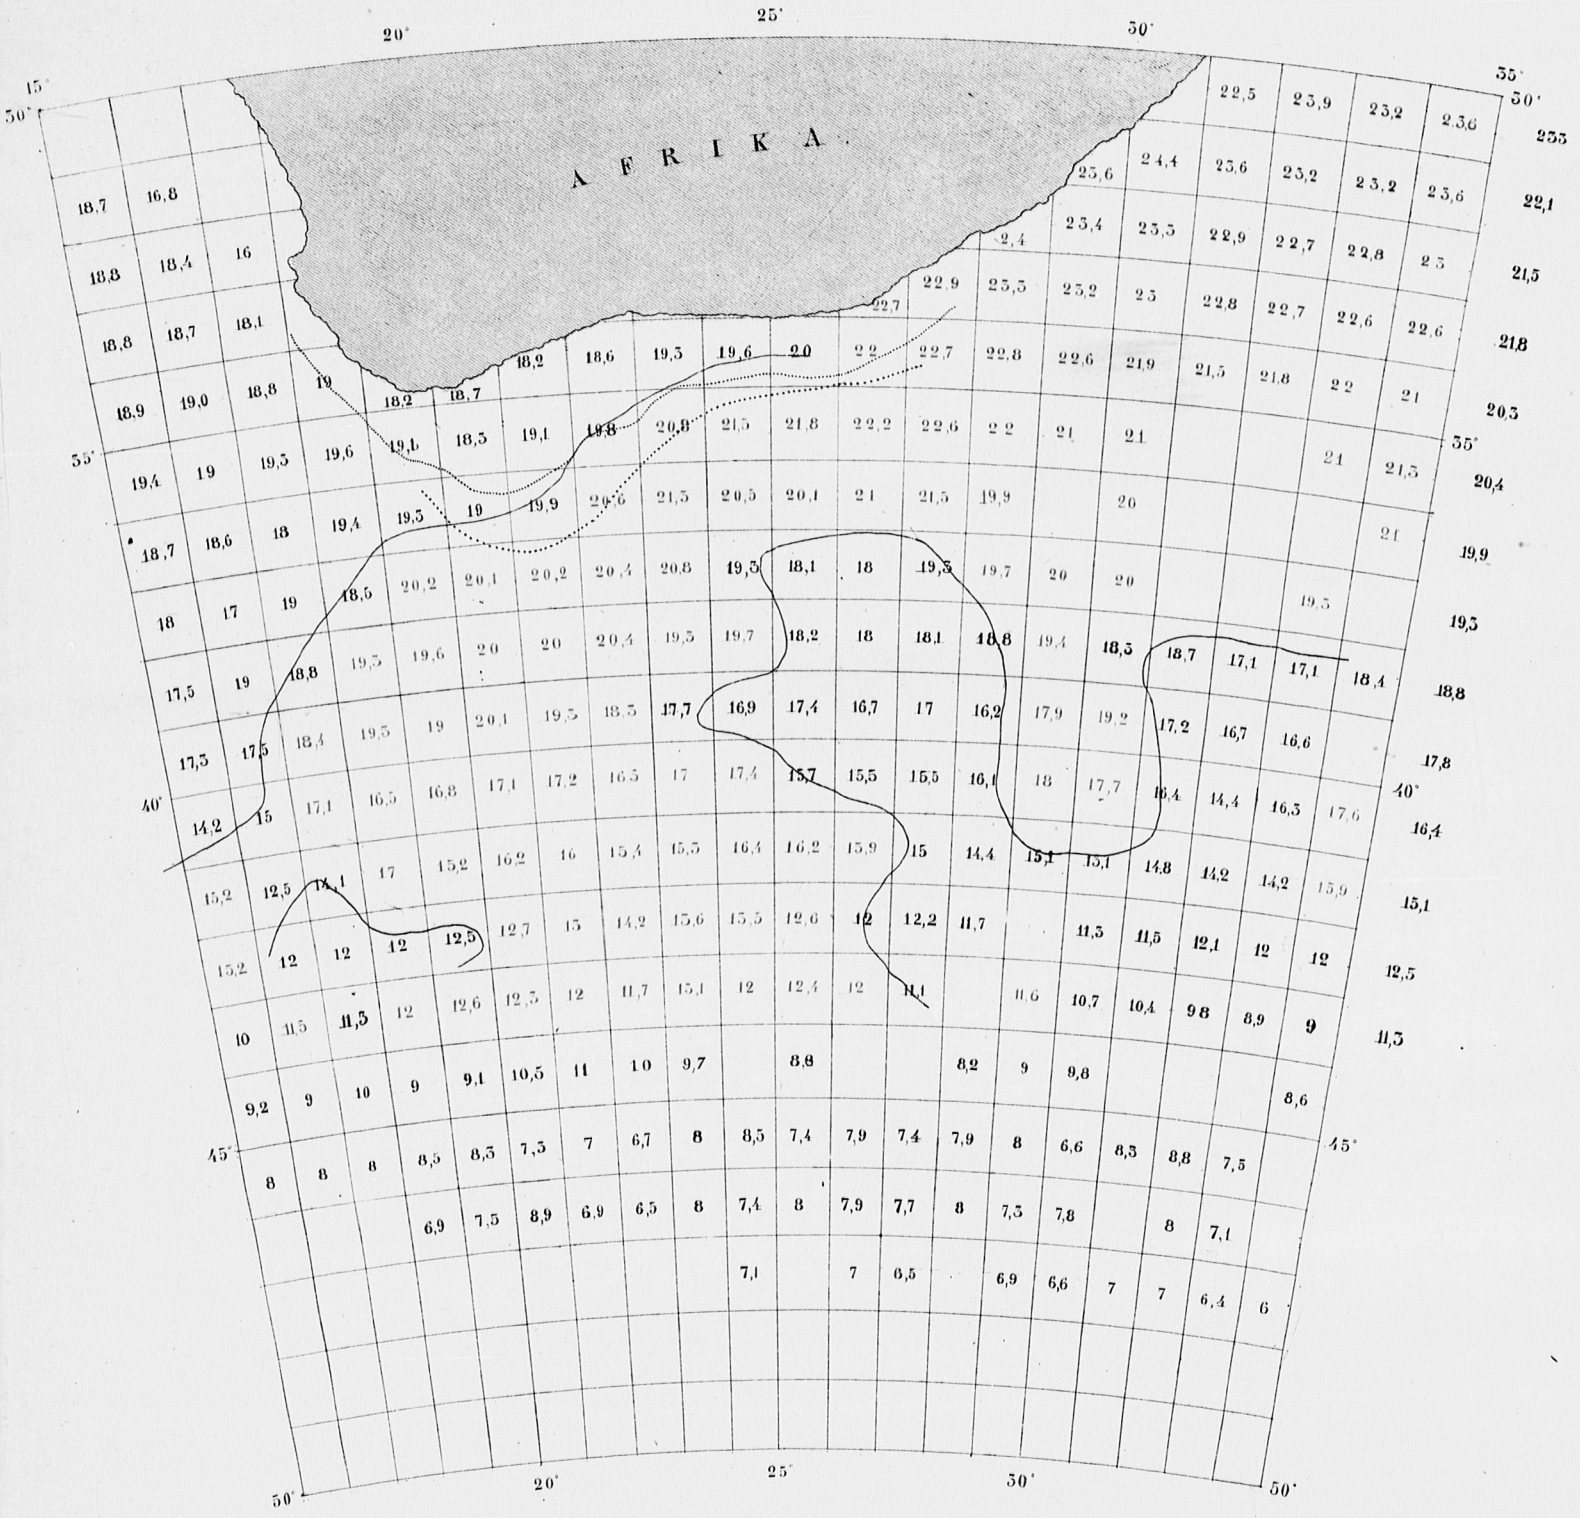 15° 20° 25° 30° 35°
30° 30°
AFRIKA.
22,5 23,9 23,2 23,6 233
18,7 16,8 23,6 24,4 23,6 23,2 23,2 23,6 22,1
18,8 18,4 16 2,4 23,4 23,3 22,9 22,7 22,8 23 21,5
18,8 18,7 18,1 22,7 22,9 23,3 23,2 23 22,8 22,7 22,6 22,6 21,8
18,9 19,0 18,8 19 18,2 18,7 18,2 18,6 19,3 19,6 20 22 22,7 22,8 22,6 21,9 21,5 21,8 22 21 20,3
35° 35°
19,4 19 19,3 19,6 19,1 18,3 19,1 19,8 20,8 21,5 21,8 22,2 22,6 22 21 21 21 21,3 20,4
18,7 18,6 18 19,4 19,3 19 19,9 20,6 21,3 20,5 20,1 21 21,5 19,9 20 21 19,9
18 17 19 18,5 20,2 20,1 20,2 20,4 20,8 19,3 18,1 18 19,3 19,7 20 20 19,3 19,3
17,5 19 18,8 19,3 19,6 20 20 20,4 19,3 19,7 18,2 18 18,1 18,8 19,4 18,3 18,7 17,1 17,1 18,4 18,8
17,3 17,5 18,4 19,3 19 20,1 19,3 18,3 17,7 16,9 17,4 16,7 17 16,2 17,9 19,2 17,2 16,7 16,6 17,8
40° 40°
14,2 15 17,1 16,5 16,8 17,1 17,2 16,5 17 17,4 15,7 15,5 15,5 16,1 18 17,7 16,4 14,4 16,3 17,6 16,4
15,2 12,5 14,1 17 15,2 16,2 16 15,4 15,5 16,4 16,2 13,9 15 14,4 15,1 15,1 14,8 14,2 14,2 15,9 15,1
15,2 12 12 12 12,5 12,7 13 14,2 13,6 13,5 12,6 12 12,2 11,7 11,3 11,5 12,1 12 12 12,5
10 11,5 11,3 12 12,6 12,3 12 11,7 13,1 12 12,4 12 11,1 11,6 10,7 10,4 98 8,9 9 11,3
9,2 9 10 9 9,1 10,5 11 10 9,7 8,8 8,2 9 9,8 8,6
45° 45°
8 8 8 8,5 8,3 7,3 7 6,7 8 8,5 7,4 7,9 7,4 7,9 8 6,6 8,3 8,8 7,5
6,9 7,5 8,9 6,9 6,5 8 7,4 8 7,9 7,7 8 7,3 7,8 8 7,1
7,1 7 6,5 6,9 6,6 7 7 6,4 6
50° 20° 25° 30° 50°